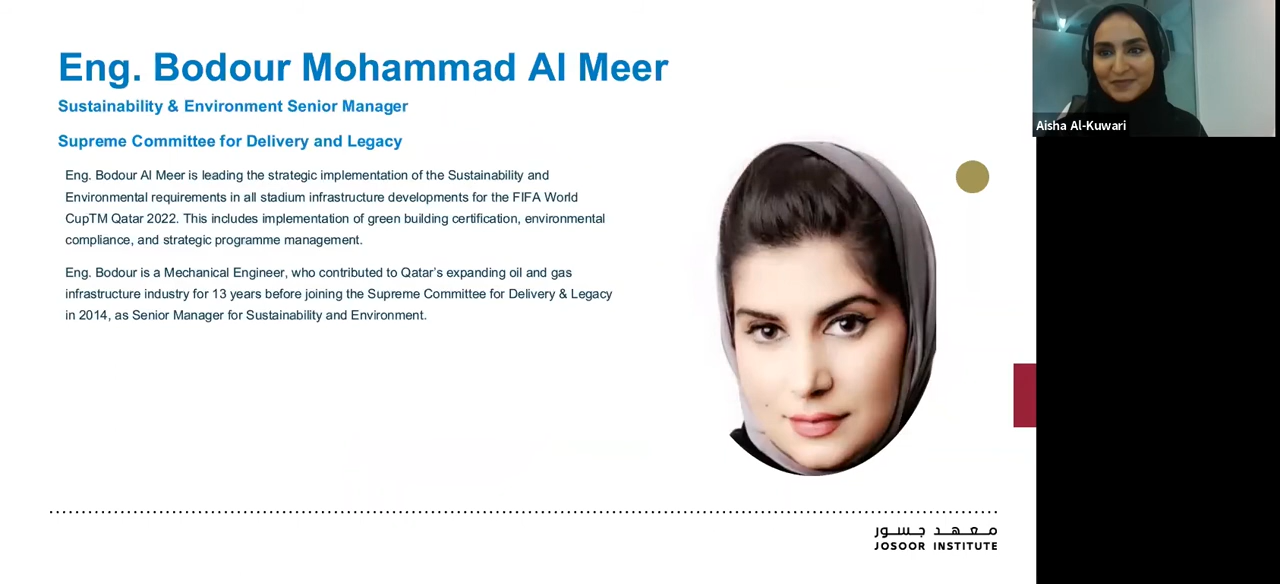 Eng. Bodour Mohammad Al Meer
Sustainability & Environment Senior Manager
Supreme Committee for Delivery and Legacy
Eng. Bodour Al Meer is leading the strategic implementation of the Sustainability and
Environmental requirements in all stadium infrastructure developments for the FIFA World
CupTM Qatar 2022. This includes implementation of green building certification, environmental
compliance, and strategic programme management.
Eng. Bodour is a Mechanical Engineer, who contributed to Qatar's expanding oil and gas
infrastructure industry for 13 years before joining the Supreme Committee for Delivery & Legacy
in 2014, as Senior Manager for Sustainability and Environment.
Aisha Al-Kuwari
معهد جسور
JOSOOR INSTITUTE